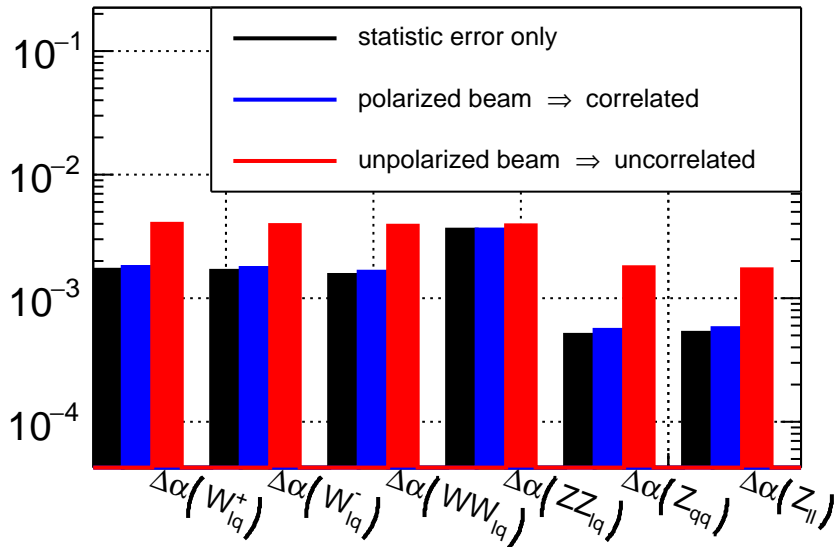 10⁻¹
10⁻²
10⁻³
10⁻⁴
statistic error only
polarized beam ⇒ correlated
unpolarized beam ⇒ uncorrelated
Δα(W⁺lq)
Δα(W⁻lq)
Δα(WWlq)
Δα(ZZlq)
Δα(Zqq)
Δα(Zll)